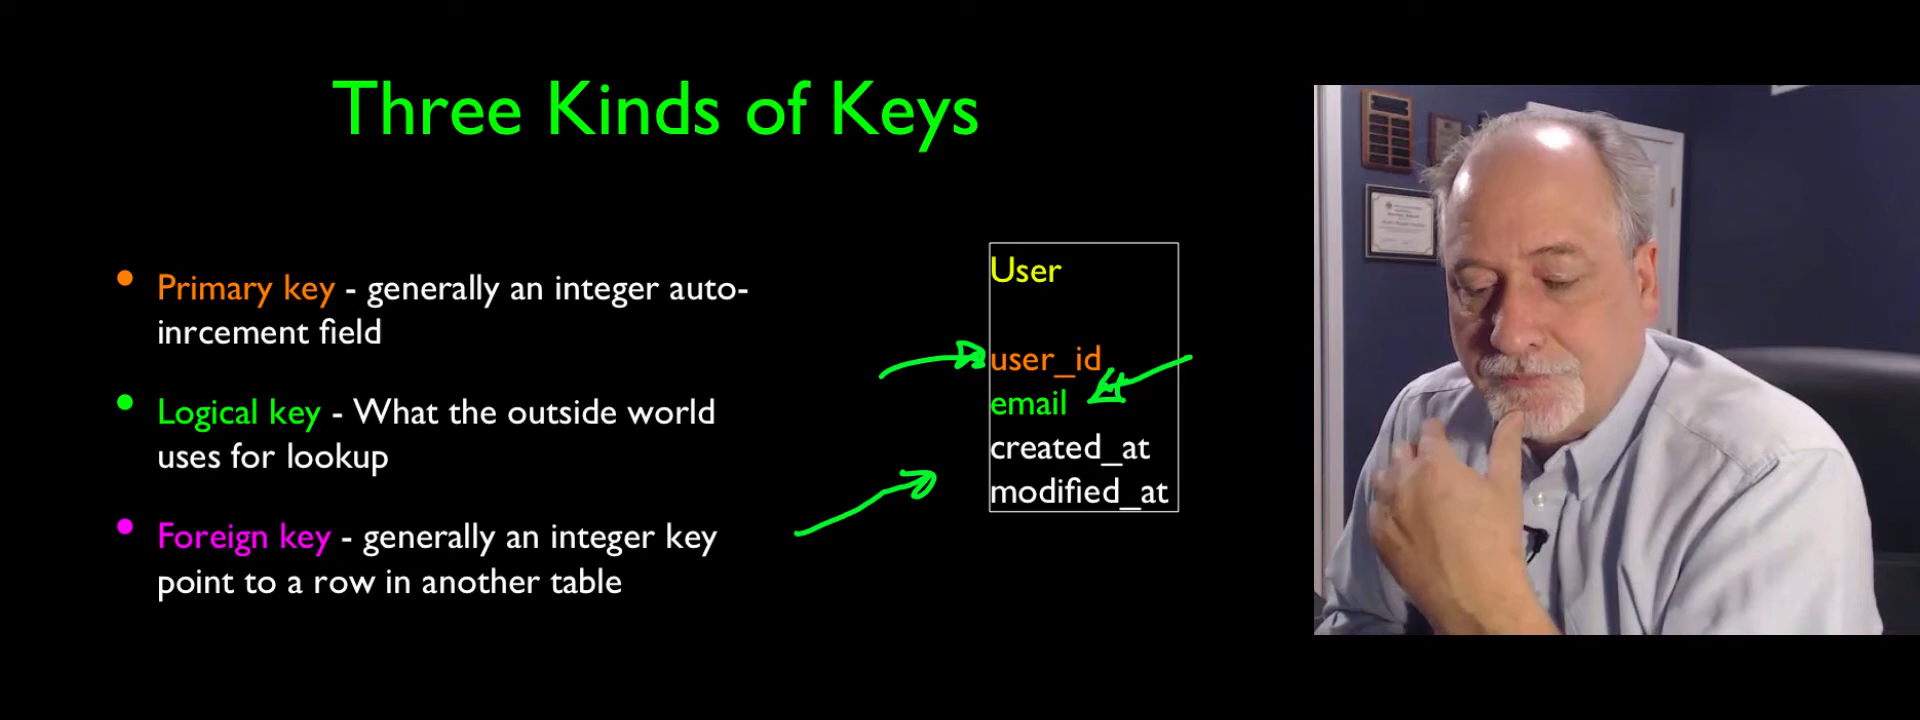 Three Kinds of Keys
• Primary key - generally an integer auto-
inrcement field
• Logical key - What the outside world
uses for lookup
• Foreign key - generally an integer key
point to a row in another table
User
user_id
email
created_at
modified_at